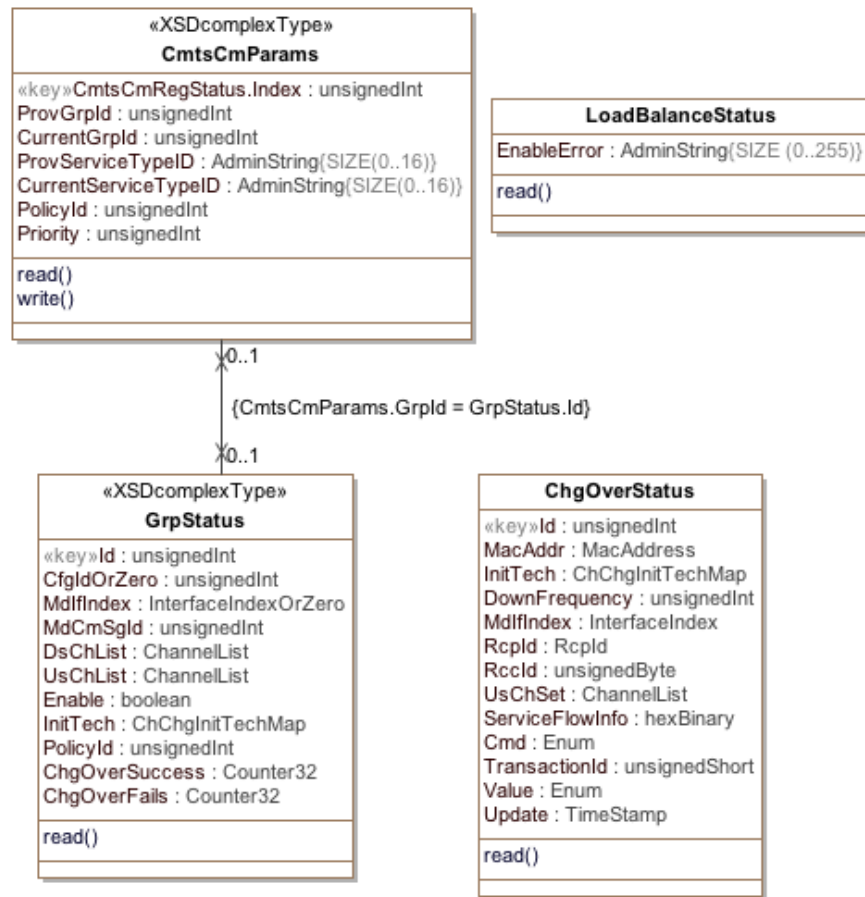 «XSDcomplexType»
CmtsCmParams
«key»CmtsCmRegStatus.Index : unsignedInt
ProvGrpId : unsignedInt
CurrentGrpId : unsignedInt
ProvServiceTypeID : AdminString{SIZE(0..16)}
CurrentServiceTypeID : AdminString{SIZE(0..16)}
PolicyId : unsignedInt
Priority : unsignedInt
read()
write()
LoadBalanceStatus
EnableError : AdminString{SIZE (0..255)}
read()
0..1
{CmtsCmParams.GrpId = GrpStatus.Id}
0..1
«XSDcomplexType»
GrpStatus
«key»Id : unsignedInt
CfgIdOrZero : unsignedInt
MdIfIndex : InterfaceIndexOrZero
MdCmSgId : unsignedInt
DsChList : ChannelList
UsChList : ChannelList
Enable : boolean
InitTech : ChChgInitTechMap
PolicyId : unsignedInt
ChgOverSuccess : Counter32
ChgOverFails : Counter32
read()
ChgOverStatus
«key»Id : unsignedInt
MacAddr : MacAddress
InitTech : ChChgInitTechMap
DownFrequency : unsignedInt
MdIfIndex : InterfaceIndex
RcpId : RcpId
RccId : unsignedByte
UsChSet : ChannelList
ServiceFlowInfo : hexBinary
Cmd : Enum
TransactionId : unsignedShort
Value : Enum
Update : TimeStamp
read()